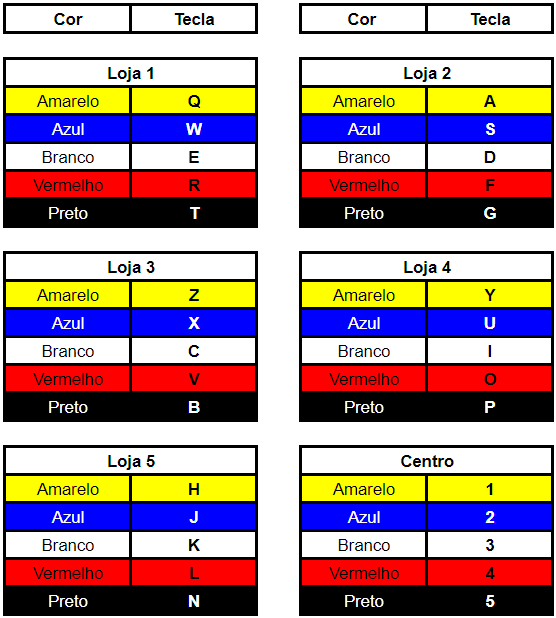 Cor Tecla Cor Tecla
Loja 1 Loja 2
Amarelo Q Amarelo A
Azul W Azul S
Branco E Branco D
Vermelho R Vermelho F
Preto T Preto G
Loja 3 Loja 4
Amarelo Z Amarelo Y
Azul X Azul U
Branco C Branco I
Vermelho V Vermelho O
Preto B Preto P
Loja 5 Centro
Amarelo H Amarelo 1
Azul J Azul 2
Branco K Branco 3
Vermelho L Vermelho 4
Preto N Preto 5